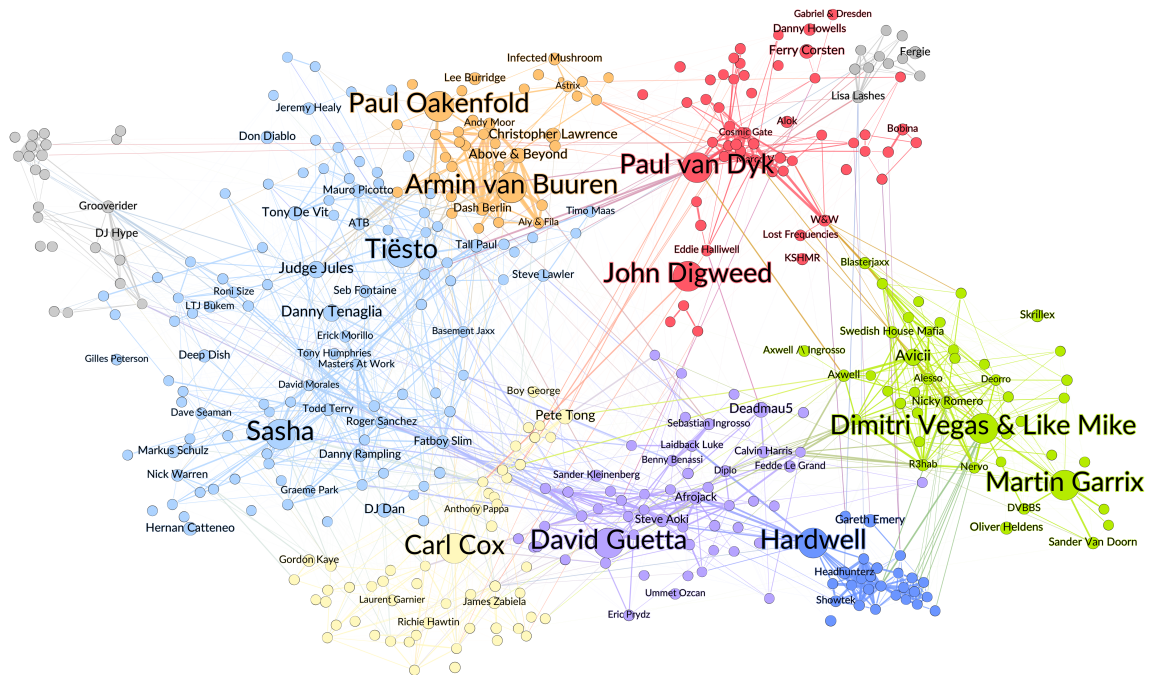 Gabriel & Dresden
Danny Howells
Ferry Corsten
Fergie
Infected Mushroom
Lee Burridge
Astrix
Lisa Lashes
Paul Oakenfold
Jeremy Healy
Andy Moor
Alok
Bobina
Don Diablo
Christopher Lawrence
Cosmic Gate
Above & Beyond
Paul van Dyk
Armin van Buuren
Mauro Picotto
Grooverider
Tony De Vit
Dash Berlin
Timo Maas
ATB
Aly & Fila
W&W
DJ Hype
Lost Frequencies
Tiësto
Tall Paul
Eddie Halliwell
KSHMR
Blasterjaxx
Judge Jules
Steve Lawler
John Digweed
Roni Size
Seb Fontaine
LTJ Bukem
Danny Tenaglia
Skrillex
Basement Jaxx
Swedish House Mafia
Erick Morillo
Axwell /\ Ingrosso
Tony Humphries
Gilles Peterson
Deep Dish
Avicii
Masters At Work
Axwell
Alesso
Deorro
David Morales
Boy George
Nicky Romero
Todd Terry
Deadmau5
Dave Seaman
Pete Tong
Roger Sanchez
Sebastian Ingrosso
Dimitri Vegas & Like Mike
Sasha
Fatboy Slim
Laidback Luke
Markus Schulz
Calvin Harris
Danny Rampling
Benny Benassi
R3hab
Nervo
Fedde Le Grand
Diplo
Nick Warren
Sander Kleinenberg
Martin Garrix
Graeme Park
Afrojack
DJ Dan
Anthony Pappa
DVBBS
Steve Aoki
Gareth Emery
Hernan Catteneo
Oliver Heldens
David Guetta
Hardwell
Carl Cox
Sander Van Doorn
Gordon Kaye
Headhunterz
Ummet Ozcan
Laurent Garnier
James Zabiela
Showtek
Eric Prydz
Richie Hawtin